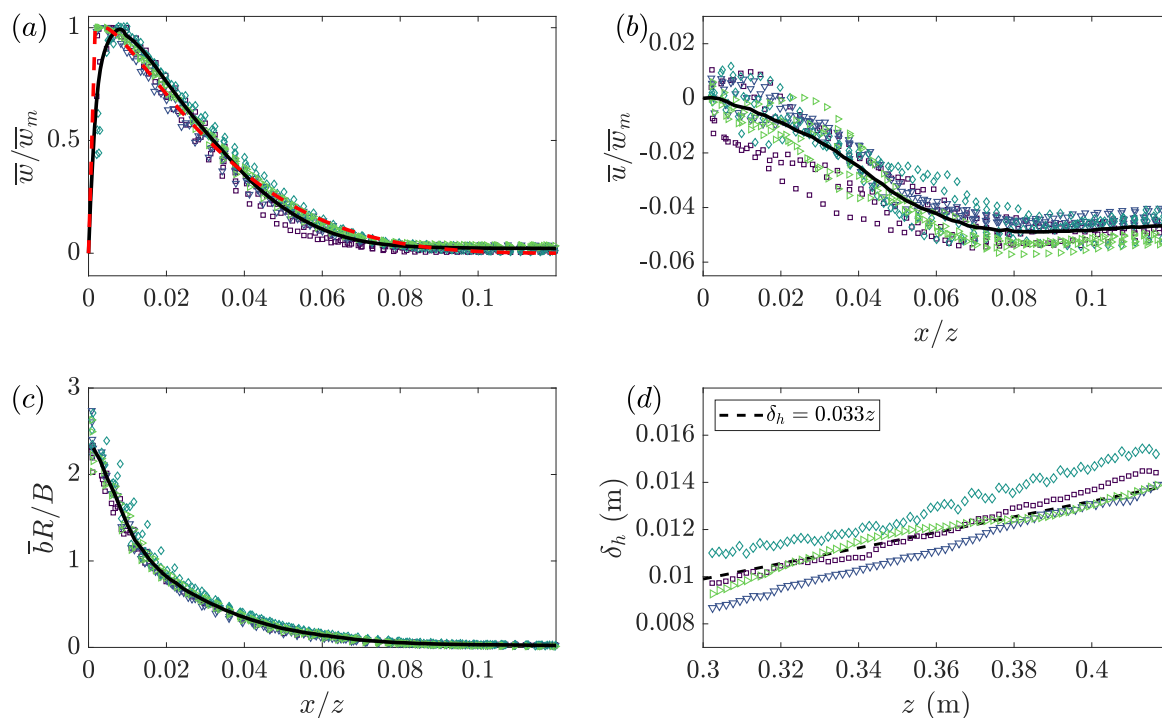 (a)
1
0.5
0
w̅/w̅ₘ
0 0.02 0.04 0.06 0.08 0.1
(b)
0.02
0
-0.02
-0.04
-0.06
u̅/w̅ₘ
0 0.02 0.04 0.06 0.08 0.1
x/z
(c)
3
2
1
0
b̅R/B
0 0.02 0.04 0.06 0.08 0.1
x/z
(d)
δₕ = 0.033z
0.016
0.014
0.012
0.01
0.008
δₕ (m)
0.3 0.32 0.34 0.36 0.38 0.4
z (m)